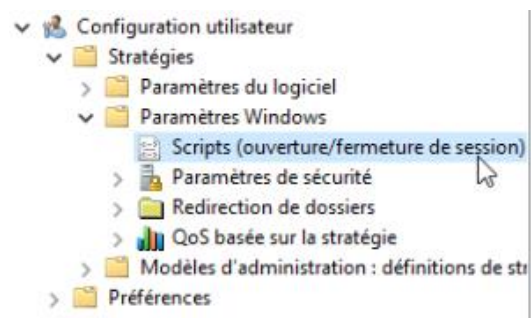 Configuration utilisateur
Stratégies
Paramètres du logiciel
Paramètres Windows
Scripts (ouverture/fermeture de session)
Paramètres de sécurité
Redirection de dossiers
QoS basée sur la stratégie
Modèles d'administration : définitions de str
Préférences